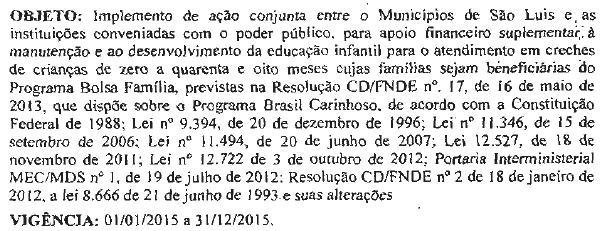 OBJETO: Implemento de ação conjunta entre o Municípios de São Luis e as
instituições conveniadas com o poder público, para apoio financeiro suplementar à
manutenção e ao desenvolvimento da educação infantil para o atendimento em creches
de crianças de zero a quarenta e oito meses cujas famílias sejam beneficiárias do
Programa Bolsa Família, previstas na Resolução CD/FNDE nº. 17, de 16 de maio de
2013, que dispõe sobre o Programa Brasil Carinhoso, de acordo com a Constituição
Federal de 1988; Lei nº 9.394, de 20 de dezembro de 1996; Lei nº 11.346, de 15 de
setembro de 2006; Lei nº 11.494, de 20 de junho de 2007; Lei 12.527, de 18 de
novembro de 2011; Lei nº 12.722 de 3 de outubro de 2012; Portaria Interministerial
MEC/MDS nº 1, de 19 de julho de 2012; Resolução CD/FNDE nº 2 de 18 de janeiro de
2012, a lei 8.666 de 21 de junho de 1993 e suas alterações
VIGÊNCIA: 01/01/2015 a 31/12/2015.